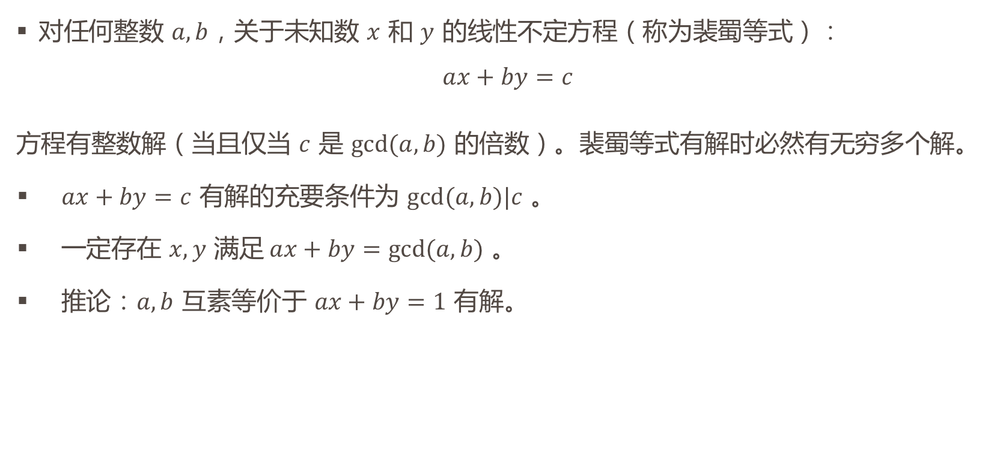 ▪ 对任何整数 a, b，关于未知数 x 和 y 的线性不定方程（称为裴蜀等式）：
ax + by = c
方程有整数解（当且仅当 c 是 gcd(a, b) 的倍数）。裴蜀等式有解时必然有无穷多个解。
▪ ax + by = c 有解的充要条件为 gcd(a, b)|c 。
▪ 一定存在 x, y 满足 ax + by = gcd(a, b) 。
▪ 推论：a, b 互素等价于 ax + by = 1 有解。